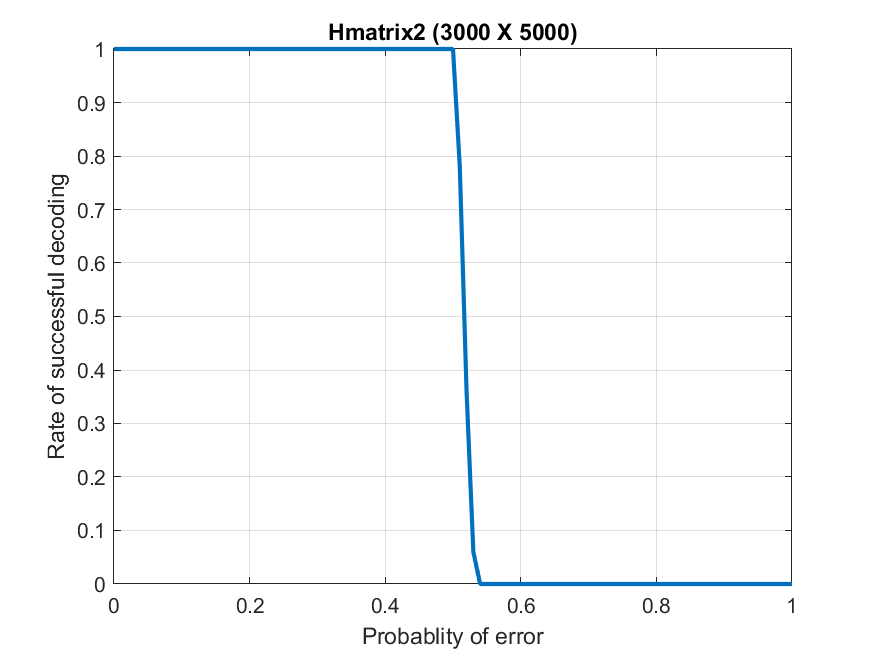 Hmatrix2 (3000 X 5000)
1
0.9
0.8
0.7
0.6
0.5
0.4
0.3
0.2
0.1
0
Rate of successful decoding
0 0.2 0.4 0.6 0.8 1
Probablity of error